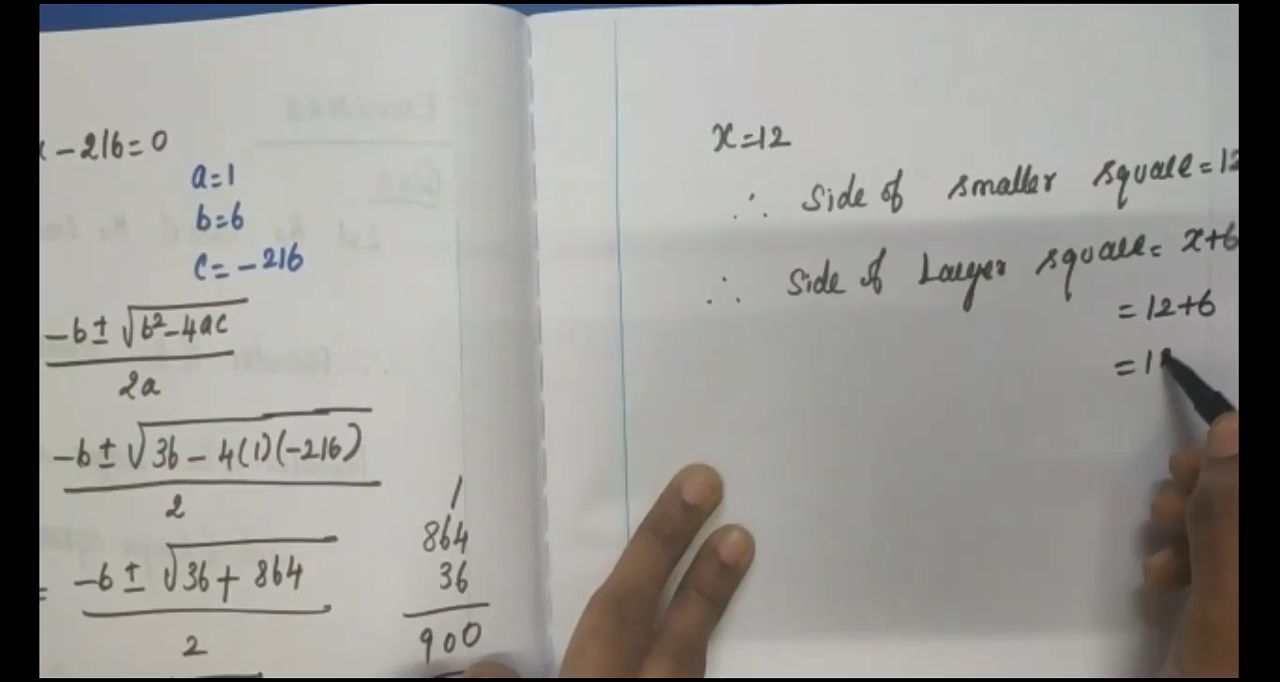 x - 216 = 0
a = 1
b = 6
c = - 216
-b ± √b² - 4ac
2a
-6 ± √36 - 4(1)(-216)
2
= -6 ± √36 + 864
2
1
864
36
900
x = 12
∴ Side of smaller square = 12
∴ Side of Larger square = x + 6
= 12 + 6
= 1